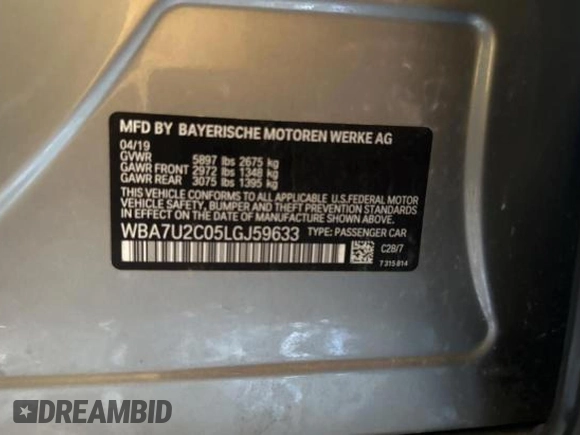 MFD BY BAYERISCHE MOTOREN WERKE AG
04/19
GVWR 5897 lbs 2675 kg
GAWR FRONT 2972 lbs 1348 kg
GAWR REAR 3075 lbs 1395 kg
THIS VEHICLE CONFORMS TO ALL APPLICABLE U.S.FEDERAL MOTOR
VEHICLE SAFETY, BUMPER AND THEFT PREVENTION STANDARDS
IN EFFECT ON THE DATE OF MANUFACTURE SHOWN ABOVE.
WBA7U2C05LGJ59633 TYPE: PASSENGER CAR
C28/7
7 315 814
DREAMBID